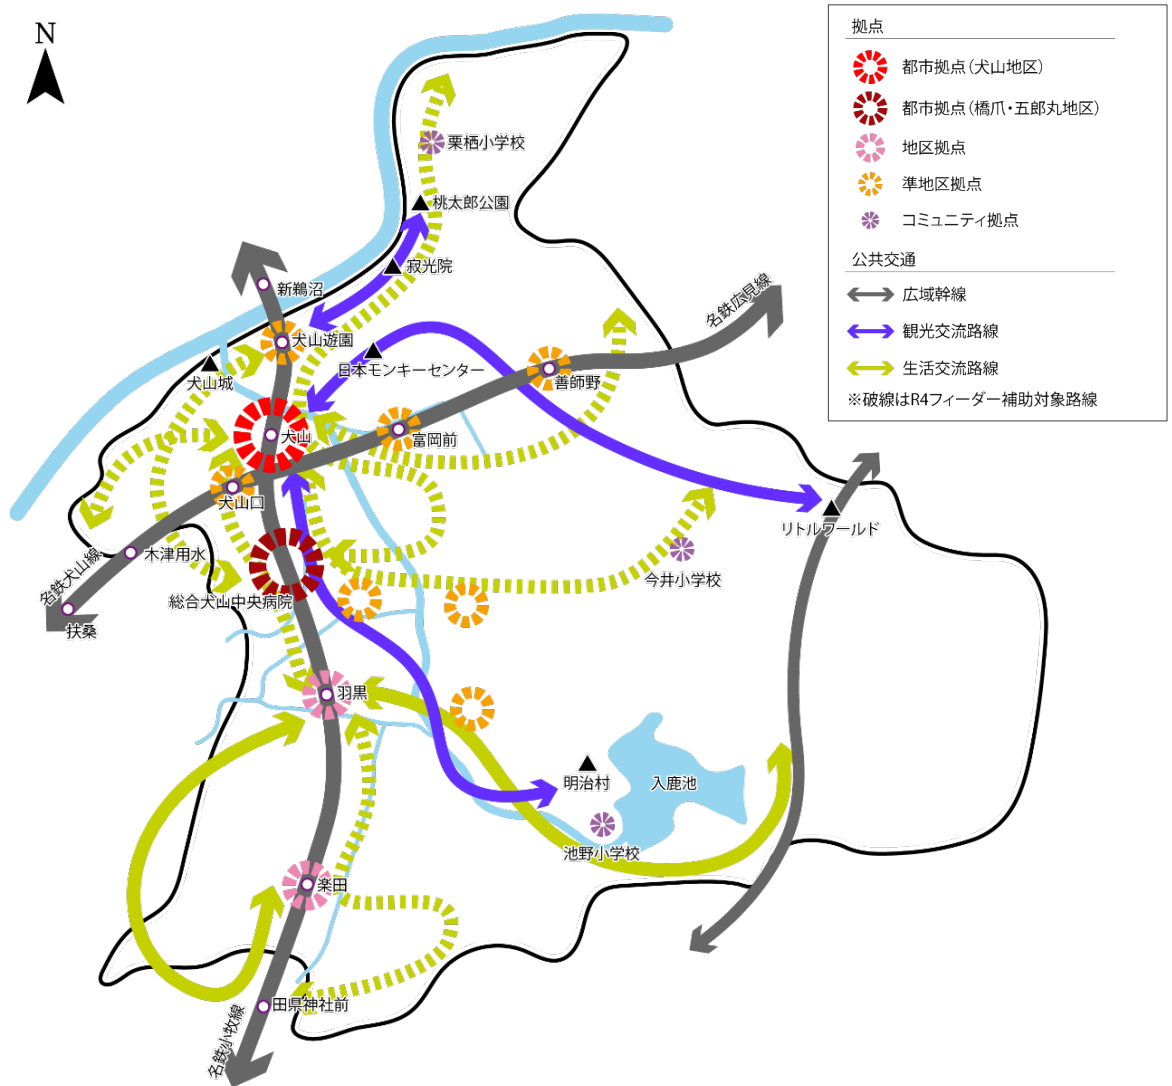 N
拠点
都市拠点（犬山地区）
都市拠点（橋爪・五郎丸地区）
地区拠点
準地区拠点
コミュニティ拠点
公共交通
広域幹線
観光交流路線
生活交流路線
※破線はR4フィーダー補助対象路線
栗栖小学校
桃太郎公園
寂光院
新鵜沼
名鉄広見線
犬山遊園
犬山城
日本モンキーセンター
善師野
犬山
富岡前
犬山口
リトルワールド
木津用水
今井小学校
名鉄犬山線
総合犬山中央病院
扶桑
羽黒
明治村
入鹿池
池野小学校
楽田
田県神社前
名鉄小牧線